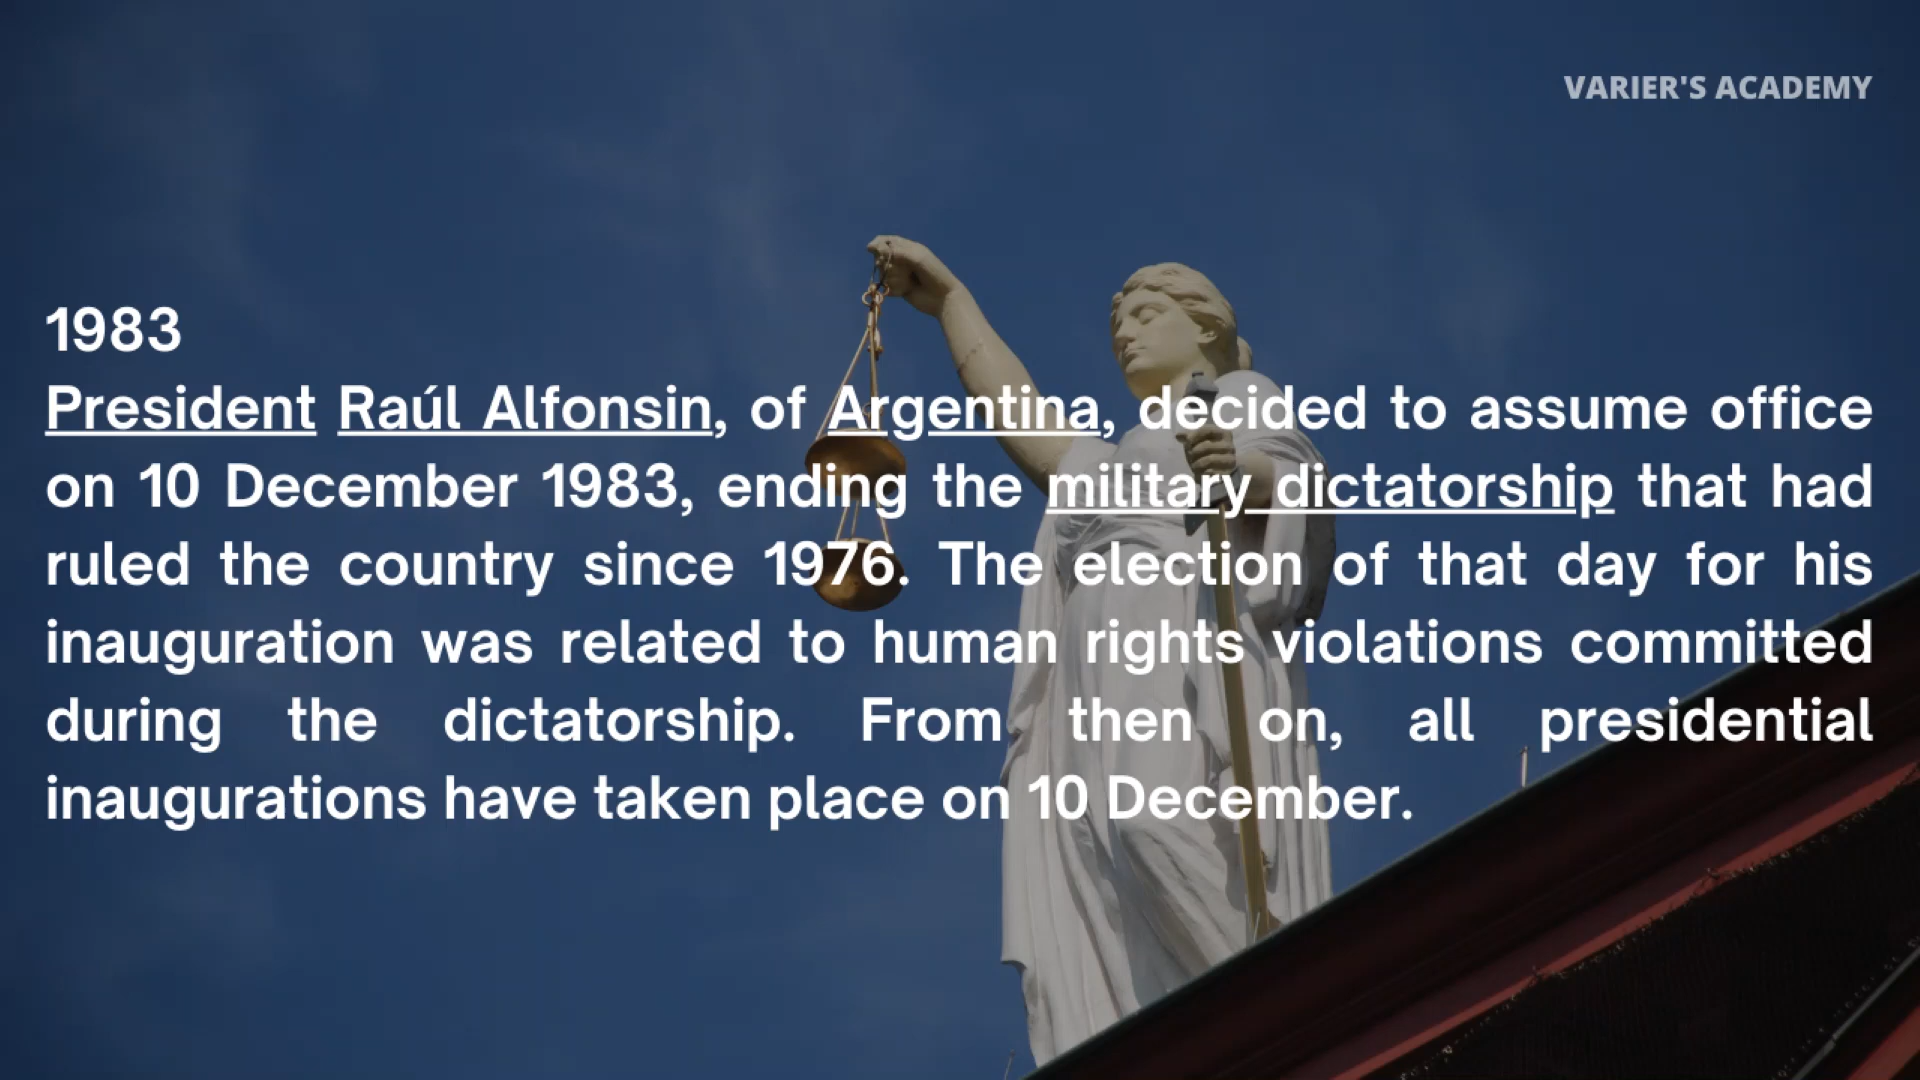 VARIER'S ACADEMY
1983
President Raúl Alfonsin, of Argentina, decided to assume office
on 10 December 1983, ending the military dictatorship that had
ruled the country since 1976. The election of that day for his
inauguration was related to human rights violations committed
during the dictatorship. From then on, all presidential
inaugurations have taken place on 10 December.